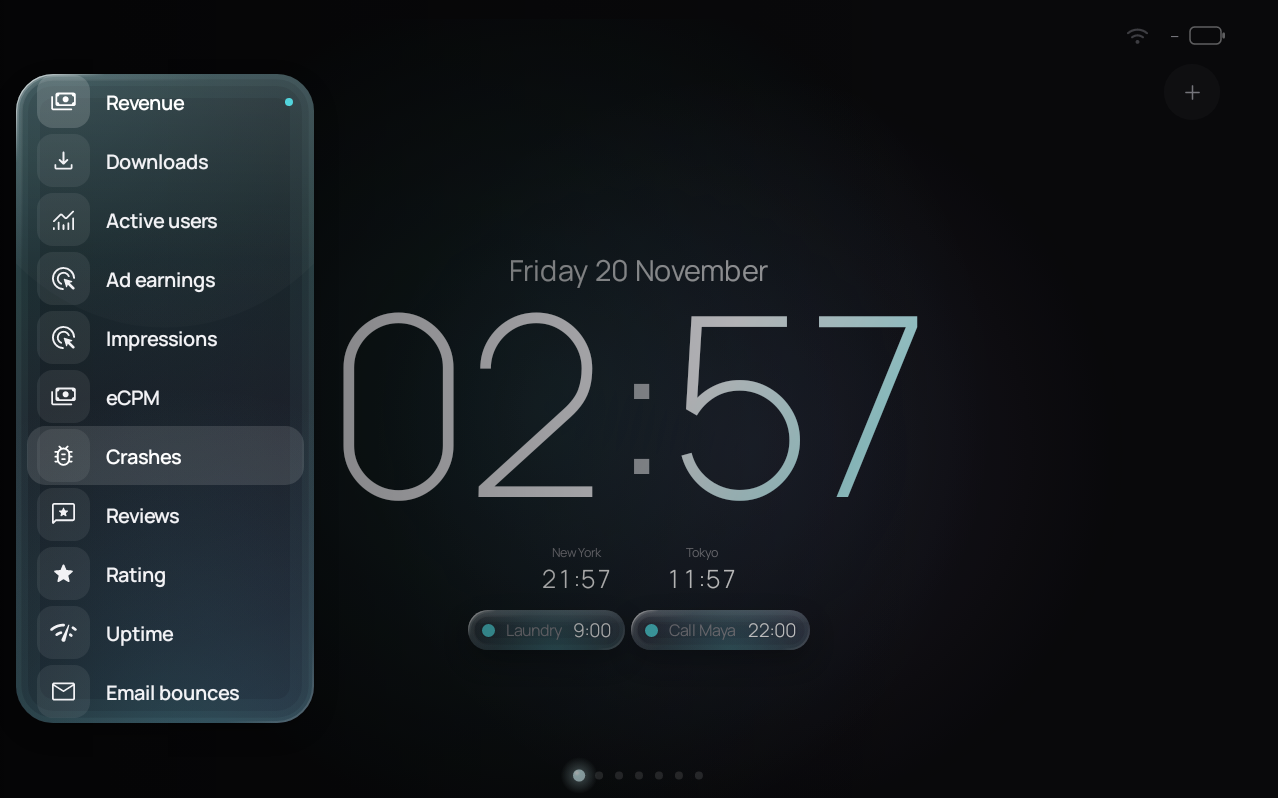 Revenue
Downloads
Active users
Ad earnings
Impressions
eCPM
Crashes
Reviews
Rating
Uptime
Email bounces
–
+
Friday 20 November
02:57
New York
21:57
Tokyo
11:57
Laundry 9:00
Call Maya 22:00